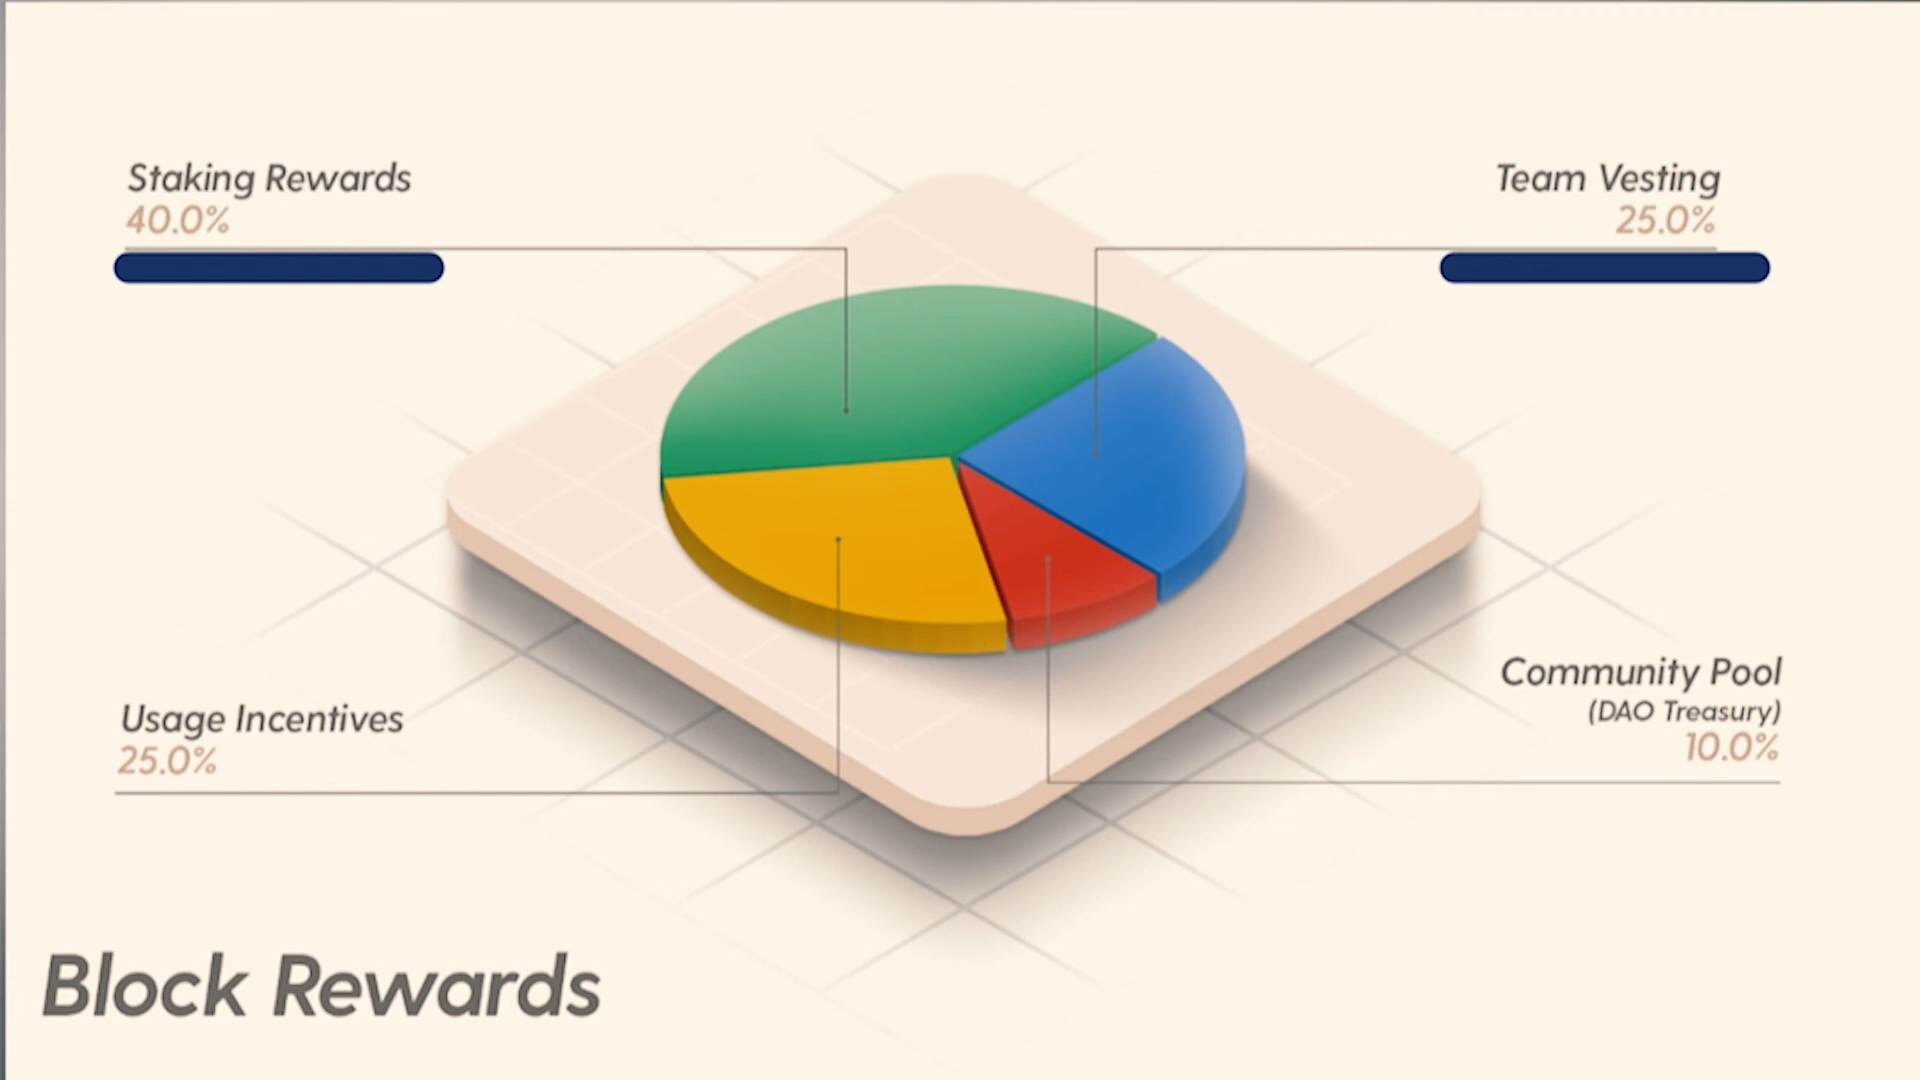 Staking Rewards
40.0%
Team Vesting
25.0%
Usage Incentives
25.0%
Community Pool
(DAO Treasury)
10.0%
Block Rewards